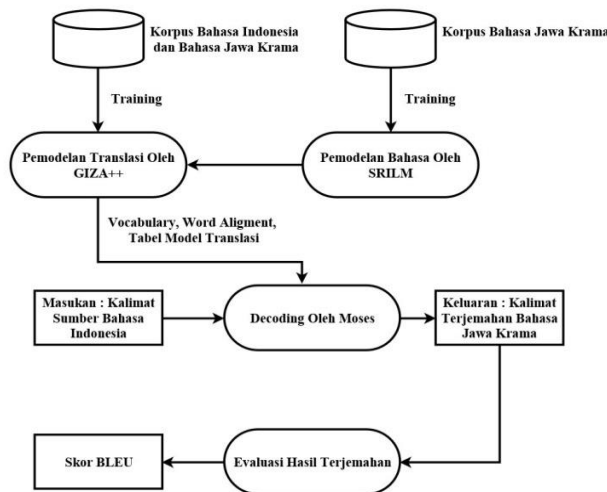 Korpus Bahasa Indonesia
dan Bahasa Jawa Krama
Korpus Bahasa Jawa Krama
Training
Training
Pemodelan Translasi Oleh
GIZA++
Pemodelan Bahasa Oleh
SRILM
Vocabulary, Word Aligment,
Tabel Model Translasi
Masukan : Kalimat
Sumber Bahasa
Indonesia
Decoding Oleh Moses
Keluaran : Kalimat
Terjemahan Bahasa
Jawa Krama
Skor BLEU
Evaluasi Hasil Terjemahan